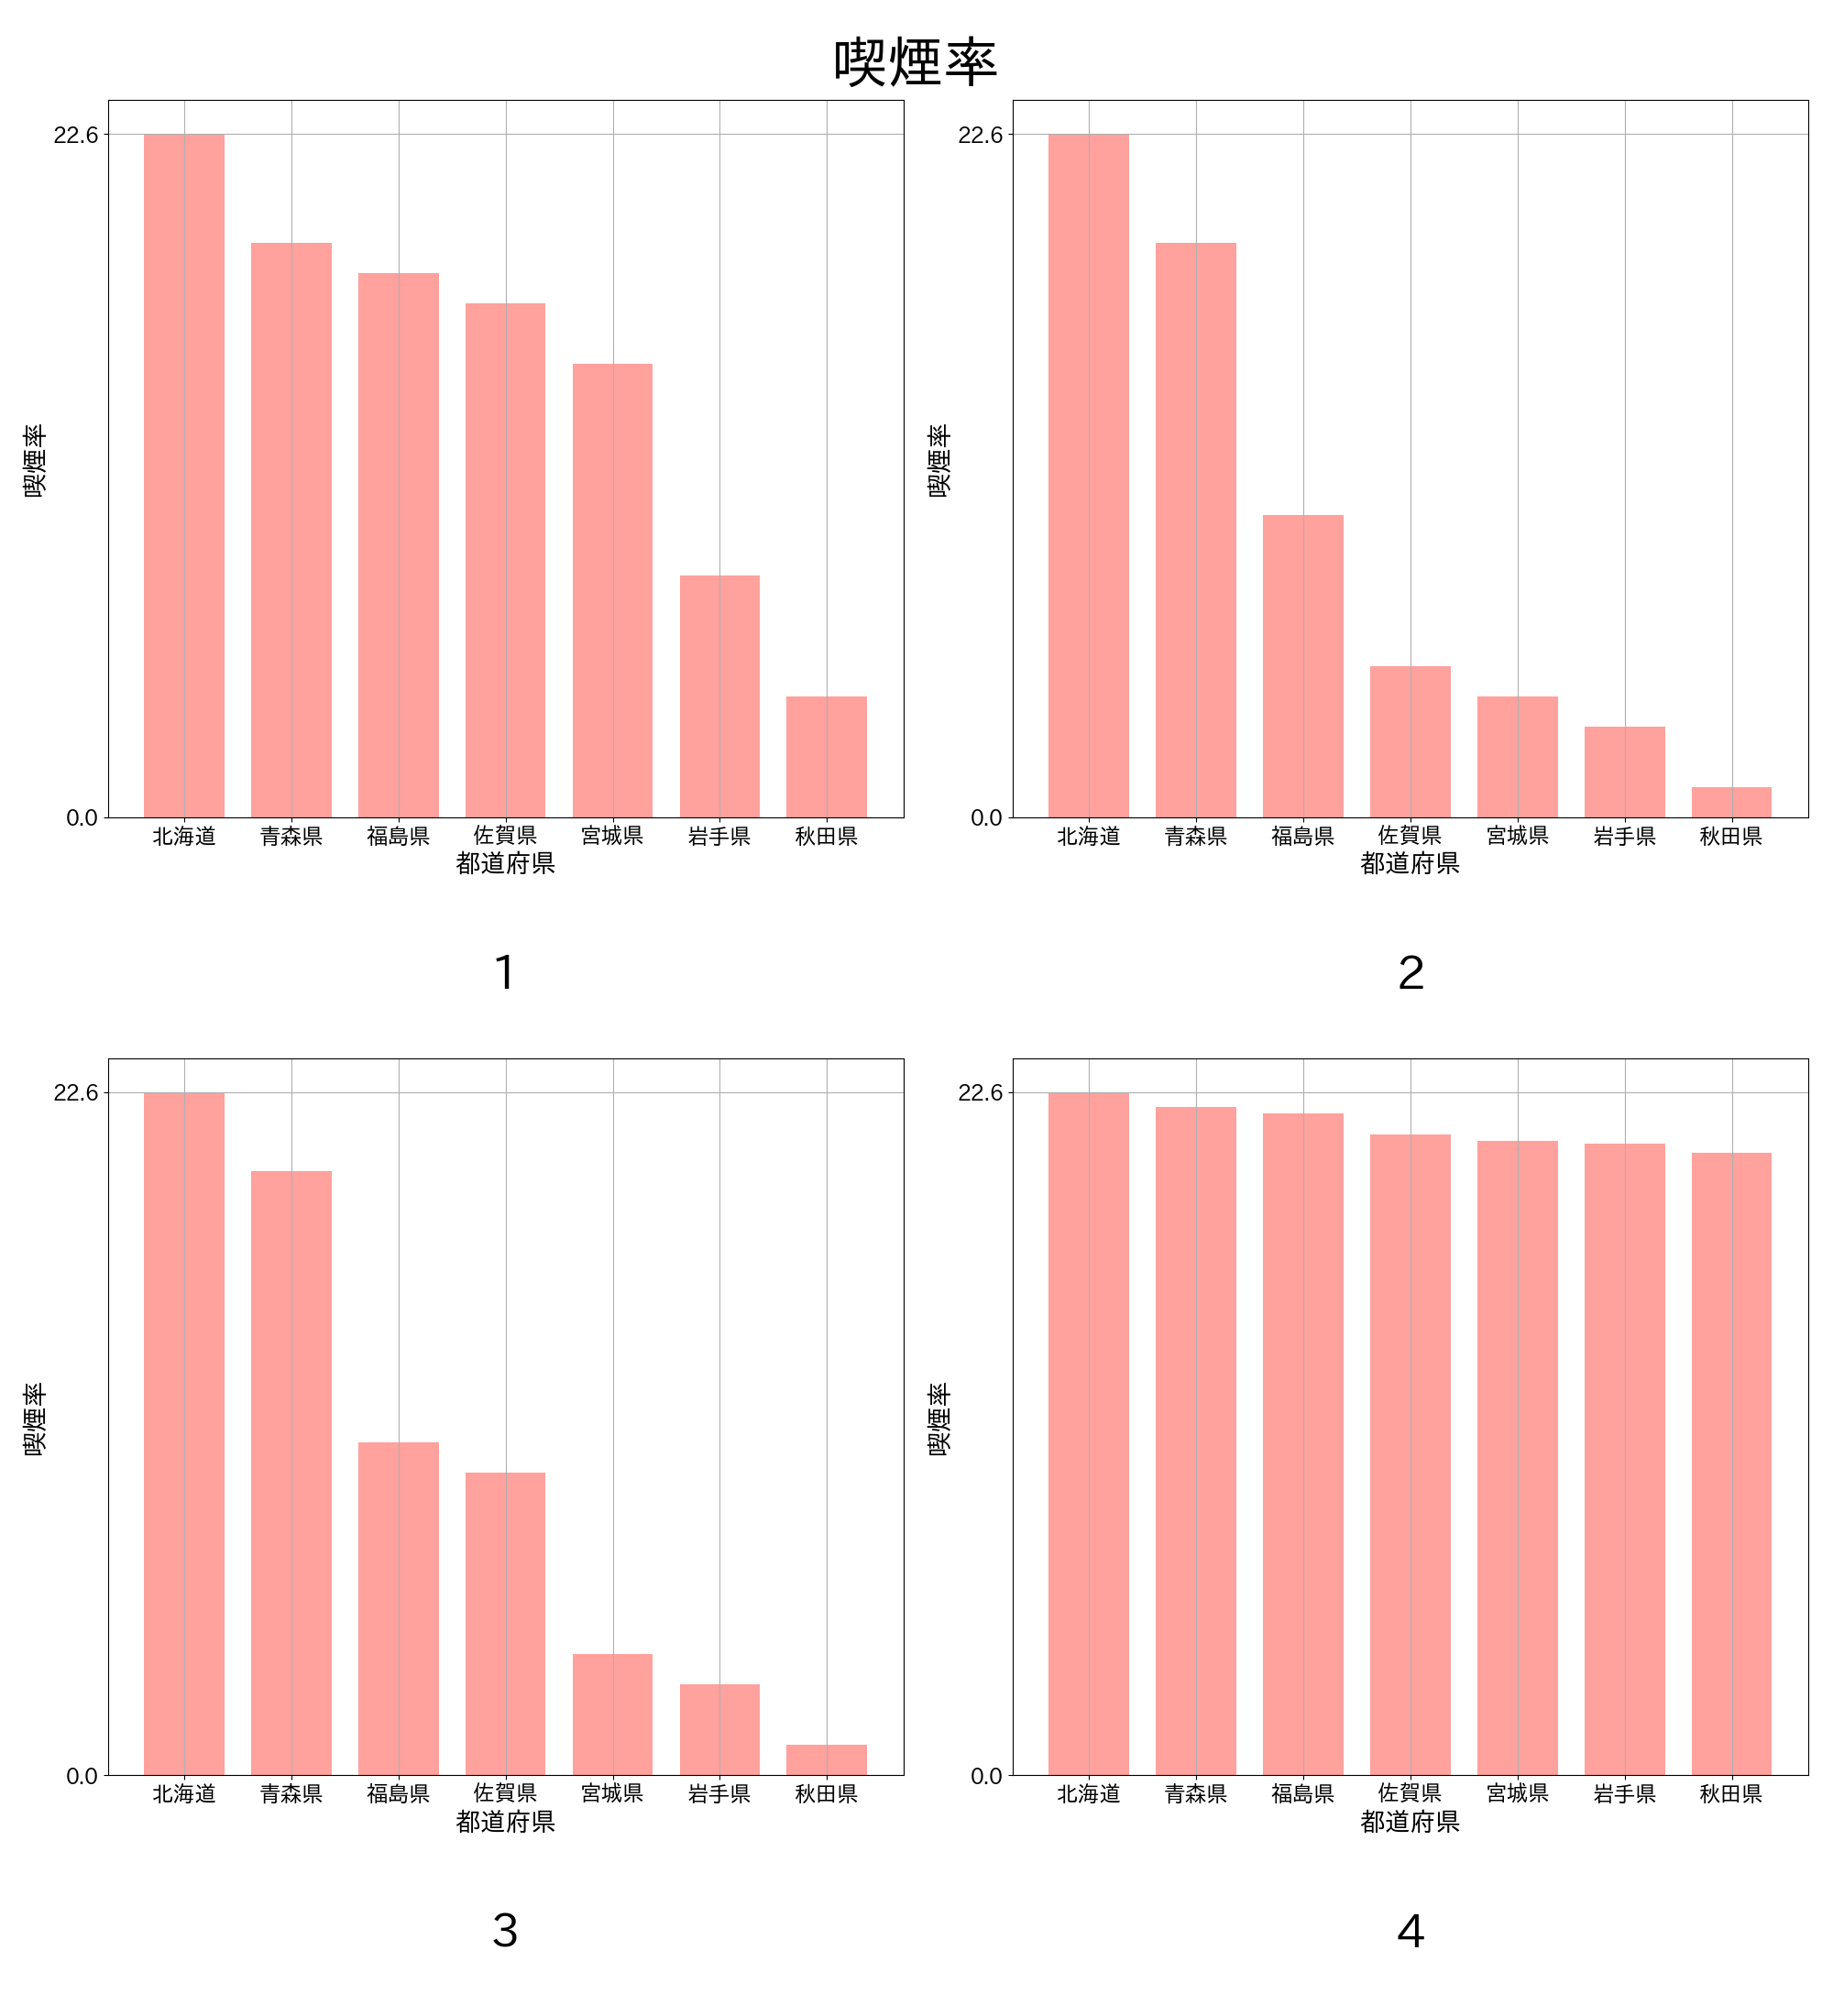 喫煙率
22.6
0.0
喫煙率
北海道 青森県 福島県 佐賀県 宮城県 岩手県 秋田県
都道府県
1
22.6
0.0
喫煙率
北海道 青森県 福島県 佐賀県 宮城県 岩手県 秋田県
都道府県
2
22.6
0.0
喫煙率
北海道 青森県 福島県 佐賀県 宮城県 岩手県 秋田県
都道府県
3
22.6
0.0
喫煙率
北海道 青森県 福島県 佐賀県 宮城県 岩手県 秋田県
都道府県
4